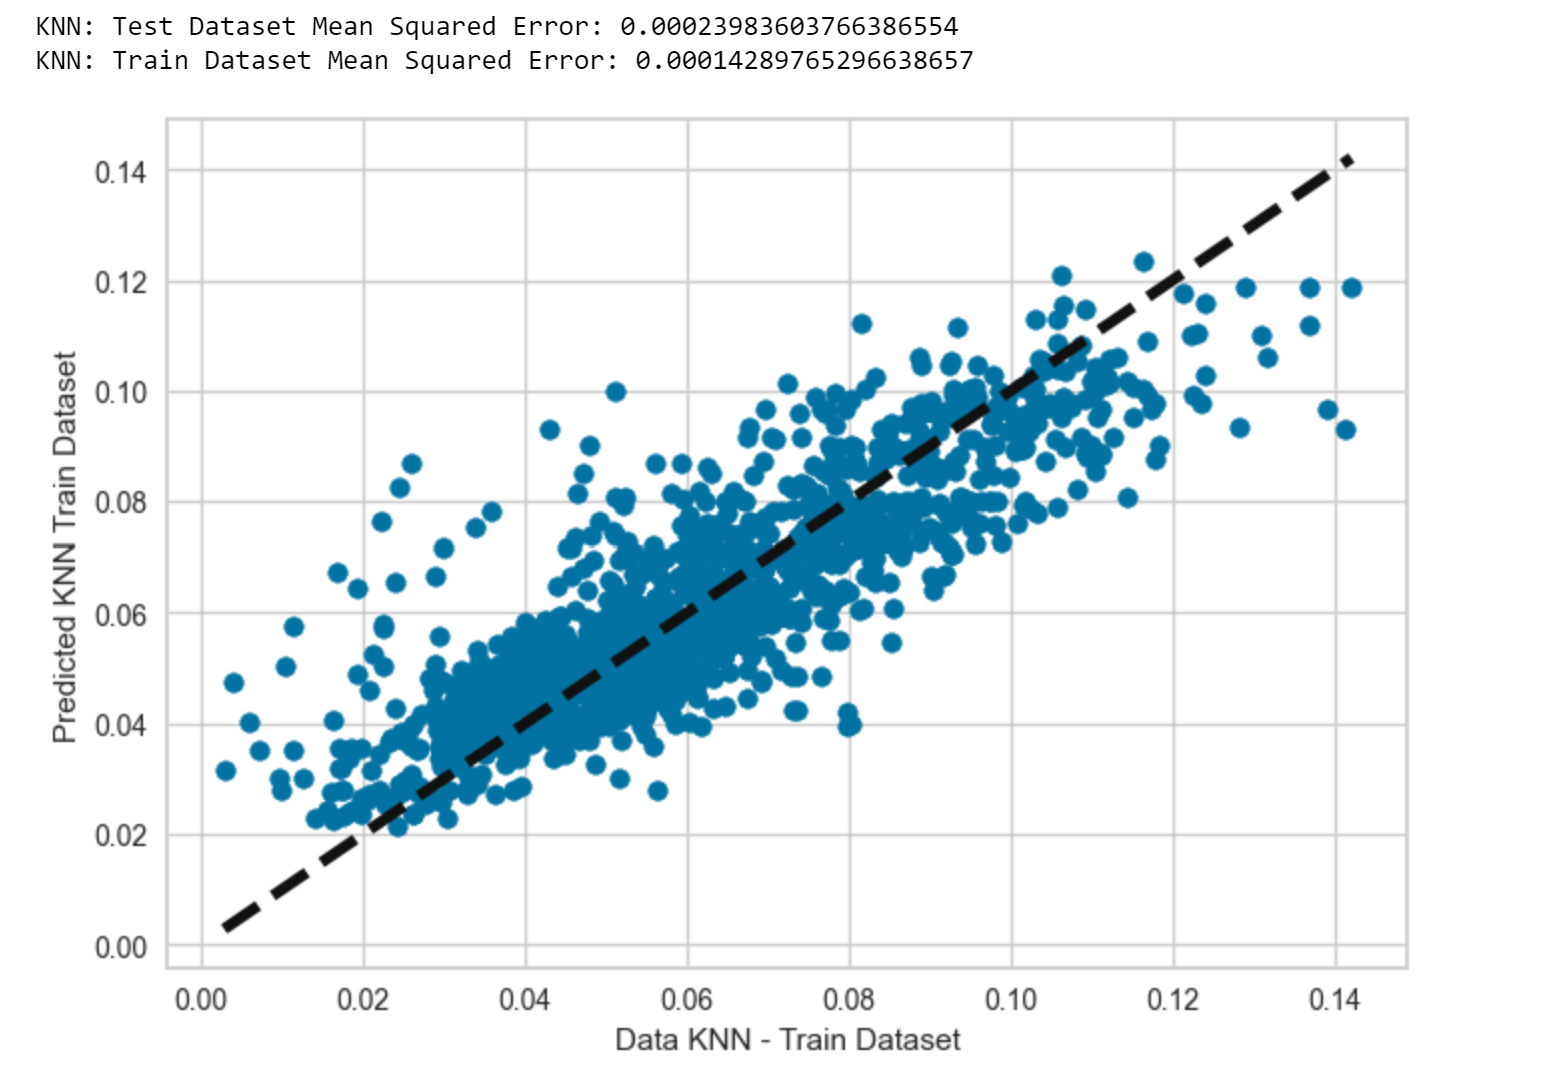 KNN: Test Dataset Mean Squared Error: 0.00023983603766386554
KNN: Train Dataset Mean Squared Error: 0.00014289765296638657
0.14
0.12
0.10
0.08
0.06
0.04
0.02
0.00
Predicted KNN Train Dataset
0.00 0.02 0.04 0.06 0.08 0.10 0.12 0.14
Data KNN - Train Dataset